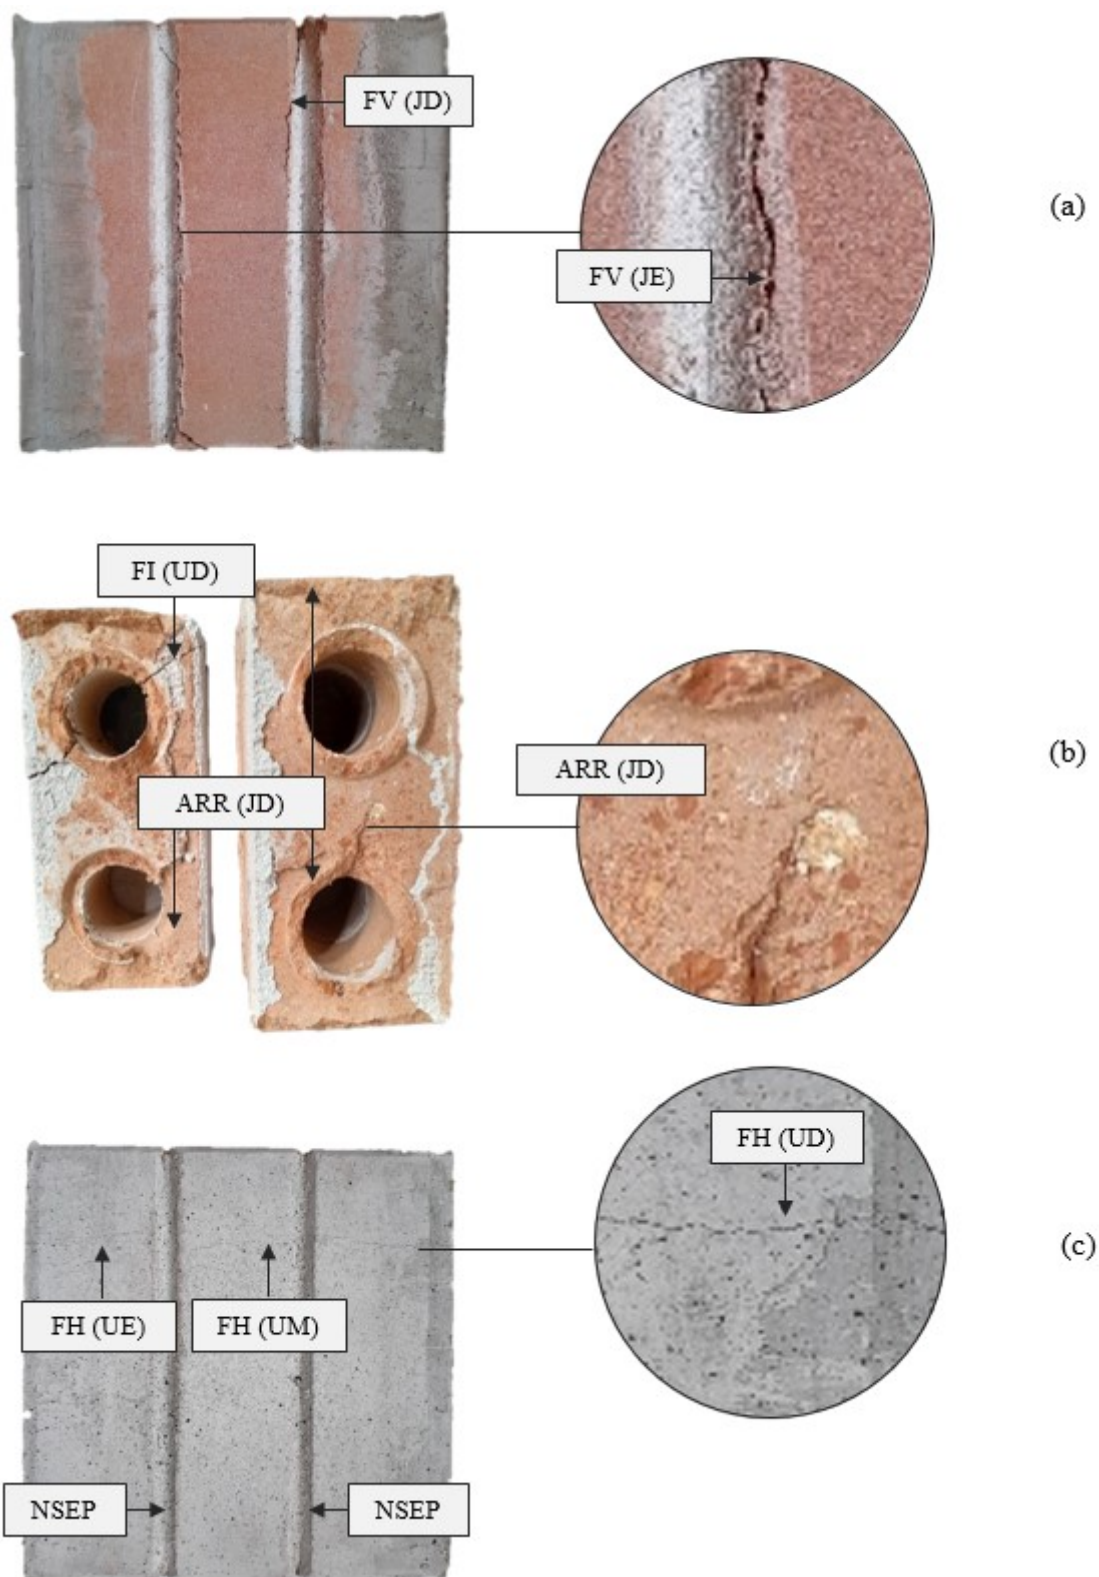 FV (JD)
(a)
FV (JE)
FI (UD)
ARR (JD)
(b)
ARR (JD)
FH (UD)
(c)
FH (UE)
FH (UM)
NSEP
NSEP